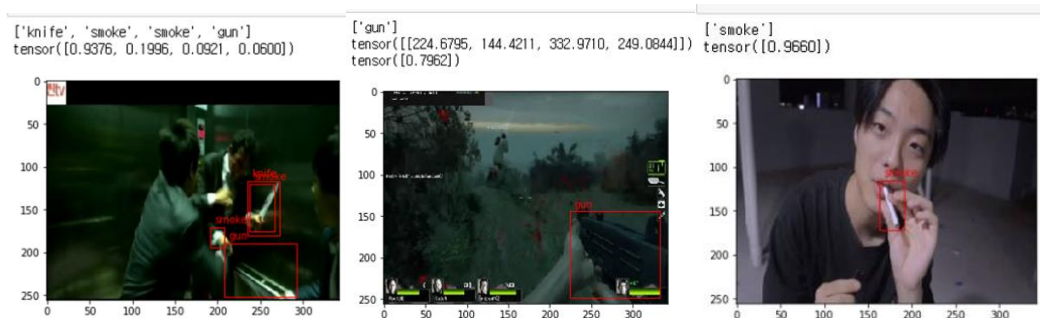 ['knife', 'smoke', 'smoke', 'gun']
tensor([0.9376, 0.1996, 0.0921, 0.0600])
0
50
100
150
200
250
tv
knife
smoke
smoke
gun
0 50 100 150 200 250 300
['gun']
tensor([[224.6795, 144.4211, 332.9710, 249.0844]])
tensor([0.7962])
0
50
100
150
200
250
gun
0 50 100 150 200 250 300
['smoke']
tensor([0.9660])
0
50
100
150
200
250
smoke
0 50 100 150 200 250 300